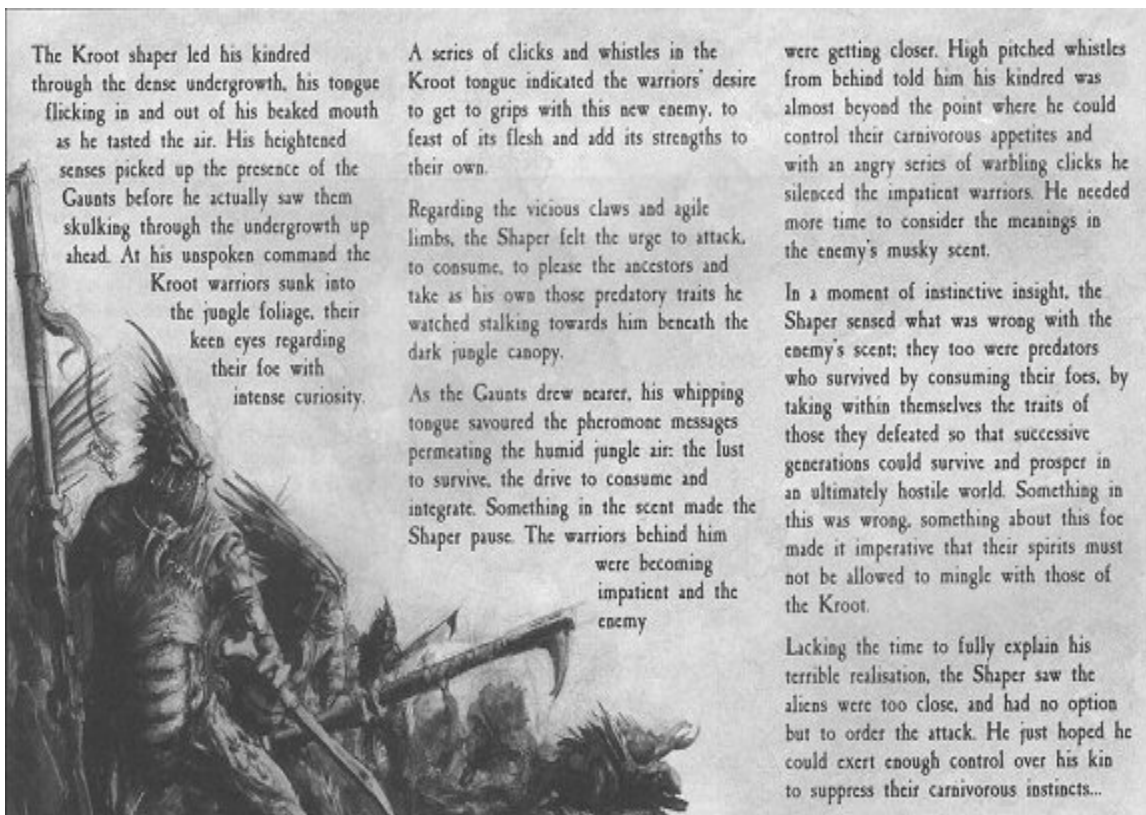 The Kroot shaper led his kindred
through the dense undergrowth, his tongue
flicking in and out of his beaked mouth
as he tasted the air. His heightened
senses picked up the presence of the
Gaunts before he actually saw them
skulking through the undergrowth up
ahead. At his unspoken command the
Kroot warriors sunk into
the jungle foliage, their
keen eyes regarding
their foe with
intense curiosity.
A series of clicks and whistles in the
Kroot tongue indicated the warriors' desire
to get to grips with this new enemy, to
feast of its flesh and add its strengths to
their own.
Regarding the vicious claws and agile
limbs, the Shaper felt the urge to attack,
to consume, to please the ancestors and
take as his own those predatory traits he
watched stalking towards him beneath the
dark jungle canopy.
As the Gaunts drew nearer, his whipping
tongue savoured the pheromone messages
permeating the humid jungle air: the lust
to survive, the drive to consume and
integrate. Something in the scent made the
Shaper pause. The warriors behind him
were becoming
impatient and the
enemy
were getting closer. High pitched whistles
from behind told him his kindred was
almost beyond the point where he could
control their carnivorous appetites and
with an angry series of warbling clicks he
silenced the impatient warriors. He needed
more time to consider the meanings in
the enemy's musky scent.
In a moment of instinctive insight, the
Shaper sensed what was wrong with the
enemy's scent; they too were predators
who survived by consuming their foes, by
taking within themselves the traits of
those they defeated so that successive
generations could survive and prosper in
an ultimately hostile world. Something in
this was wrong, something about this foe
made it imperative that their spirits must
not be allowed to mingle with those of
the Kroot.
Lacking the time to fully explain his
terrible realisation, the Shaper saw the
aliens were too close, and had no option
but to order the attack. He just hoped he
could exert enough control over his kin
to suppress their carnivorous instincts...